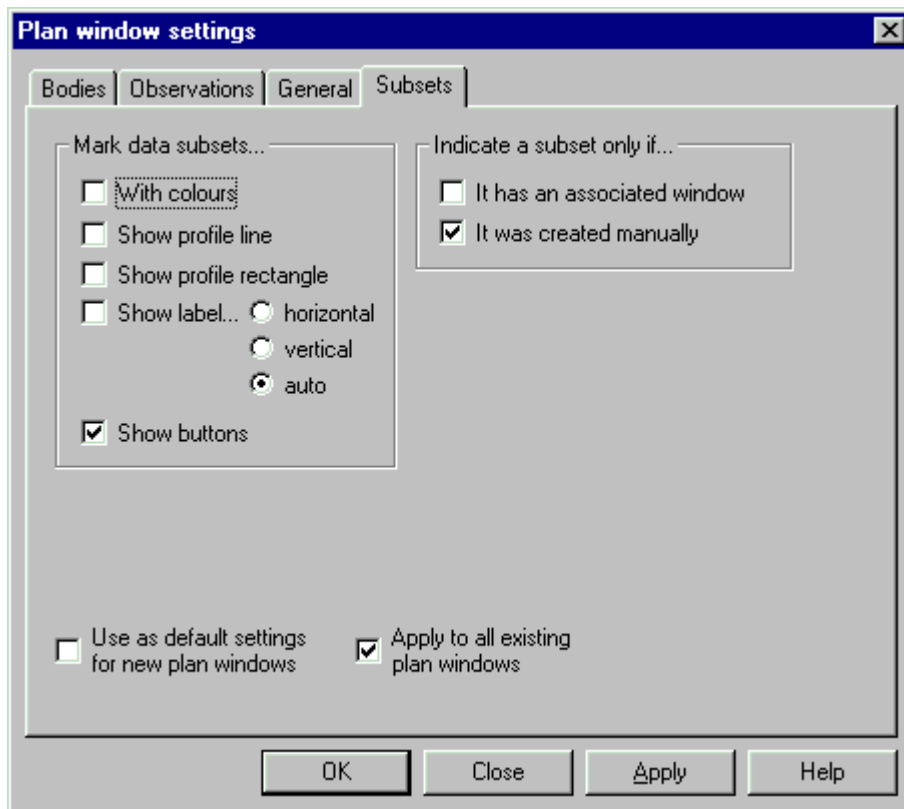 Plan window settings
Bodies Observations General Subsets
Mark data subsets...
With colours
Show profile line
Show profile rectangle
Show label... horizontal
vertical
auto
Show buttons
Indicate a subset only if...
It has an associated window
It was created manually
Use as default settings
for new plan windows
Apply to all existing
plan windows
OK Close Apply Help